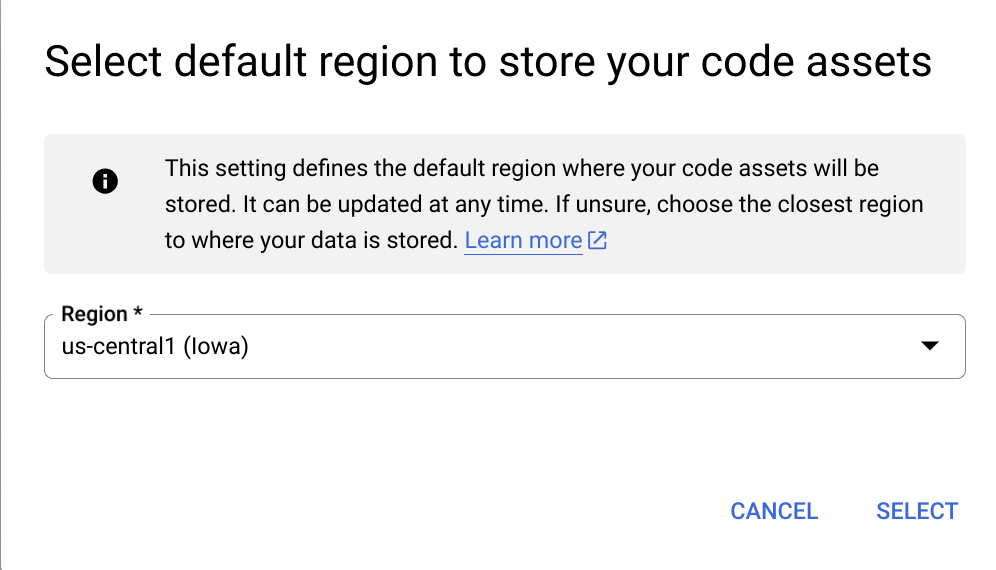 Select default region to store your code assets
This setting defines the default region where your code assets will be
stored. It can be updated at any time. If unsure, choose the closest region
to where your data is stored. Learn more
Region *
us-central1 (Iowa)
CANCEL SELECT